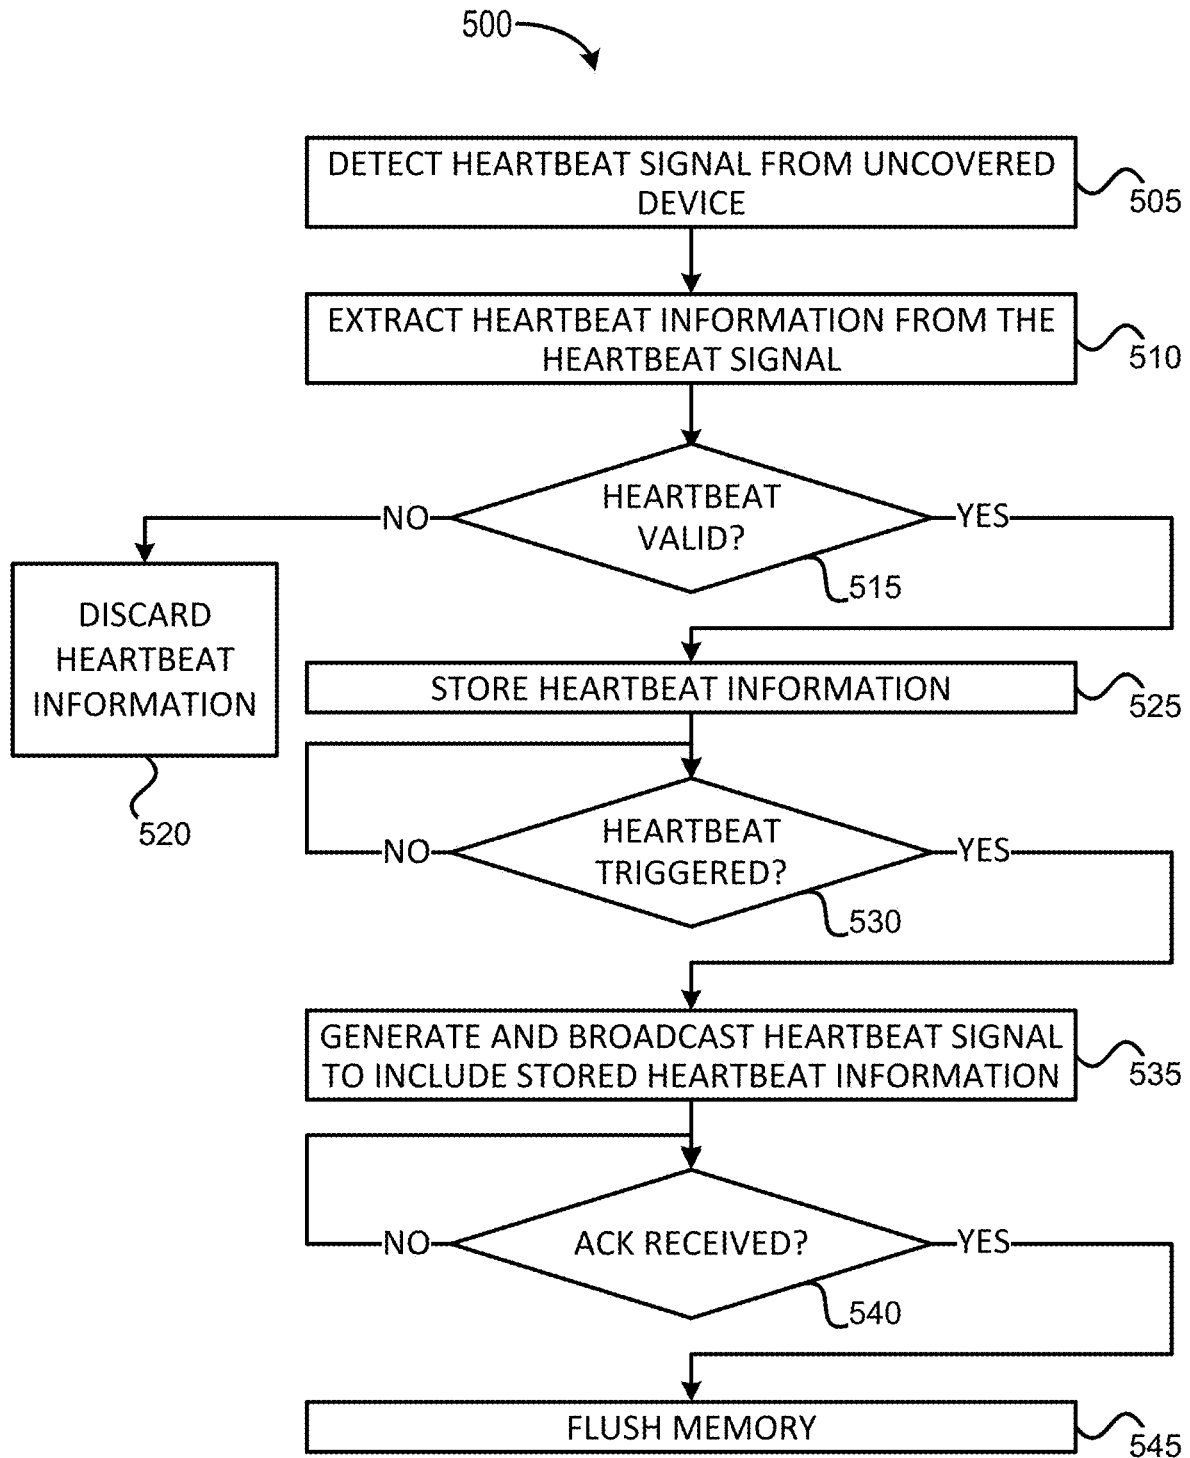 500
DETECT HEARTBEAT SIGNAL FROM UNCOVERED
DEVICE
505
EXTRACT HEARTBEAT INFORMATION FROM THE
HEARTBEAT SIGNAL
510
HEARTBEAT
VALID?
NO
YES
515
DISCARD
HEARTBEAT
INFORMATION
520
STORE HEARTBEAT INFORMATION
525
HEARTBEAT
TRIGGERED?
NO
YES
530
GENERATE AND BROADCAST HEARTBEAT SIGNAL
TO INCLUDE STORED HEARTBEAT INFORMATION
535
ACK RECEIVED?
NO
YES
540
FLUSH MEMORY
545